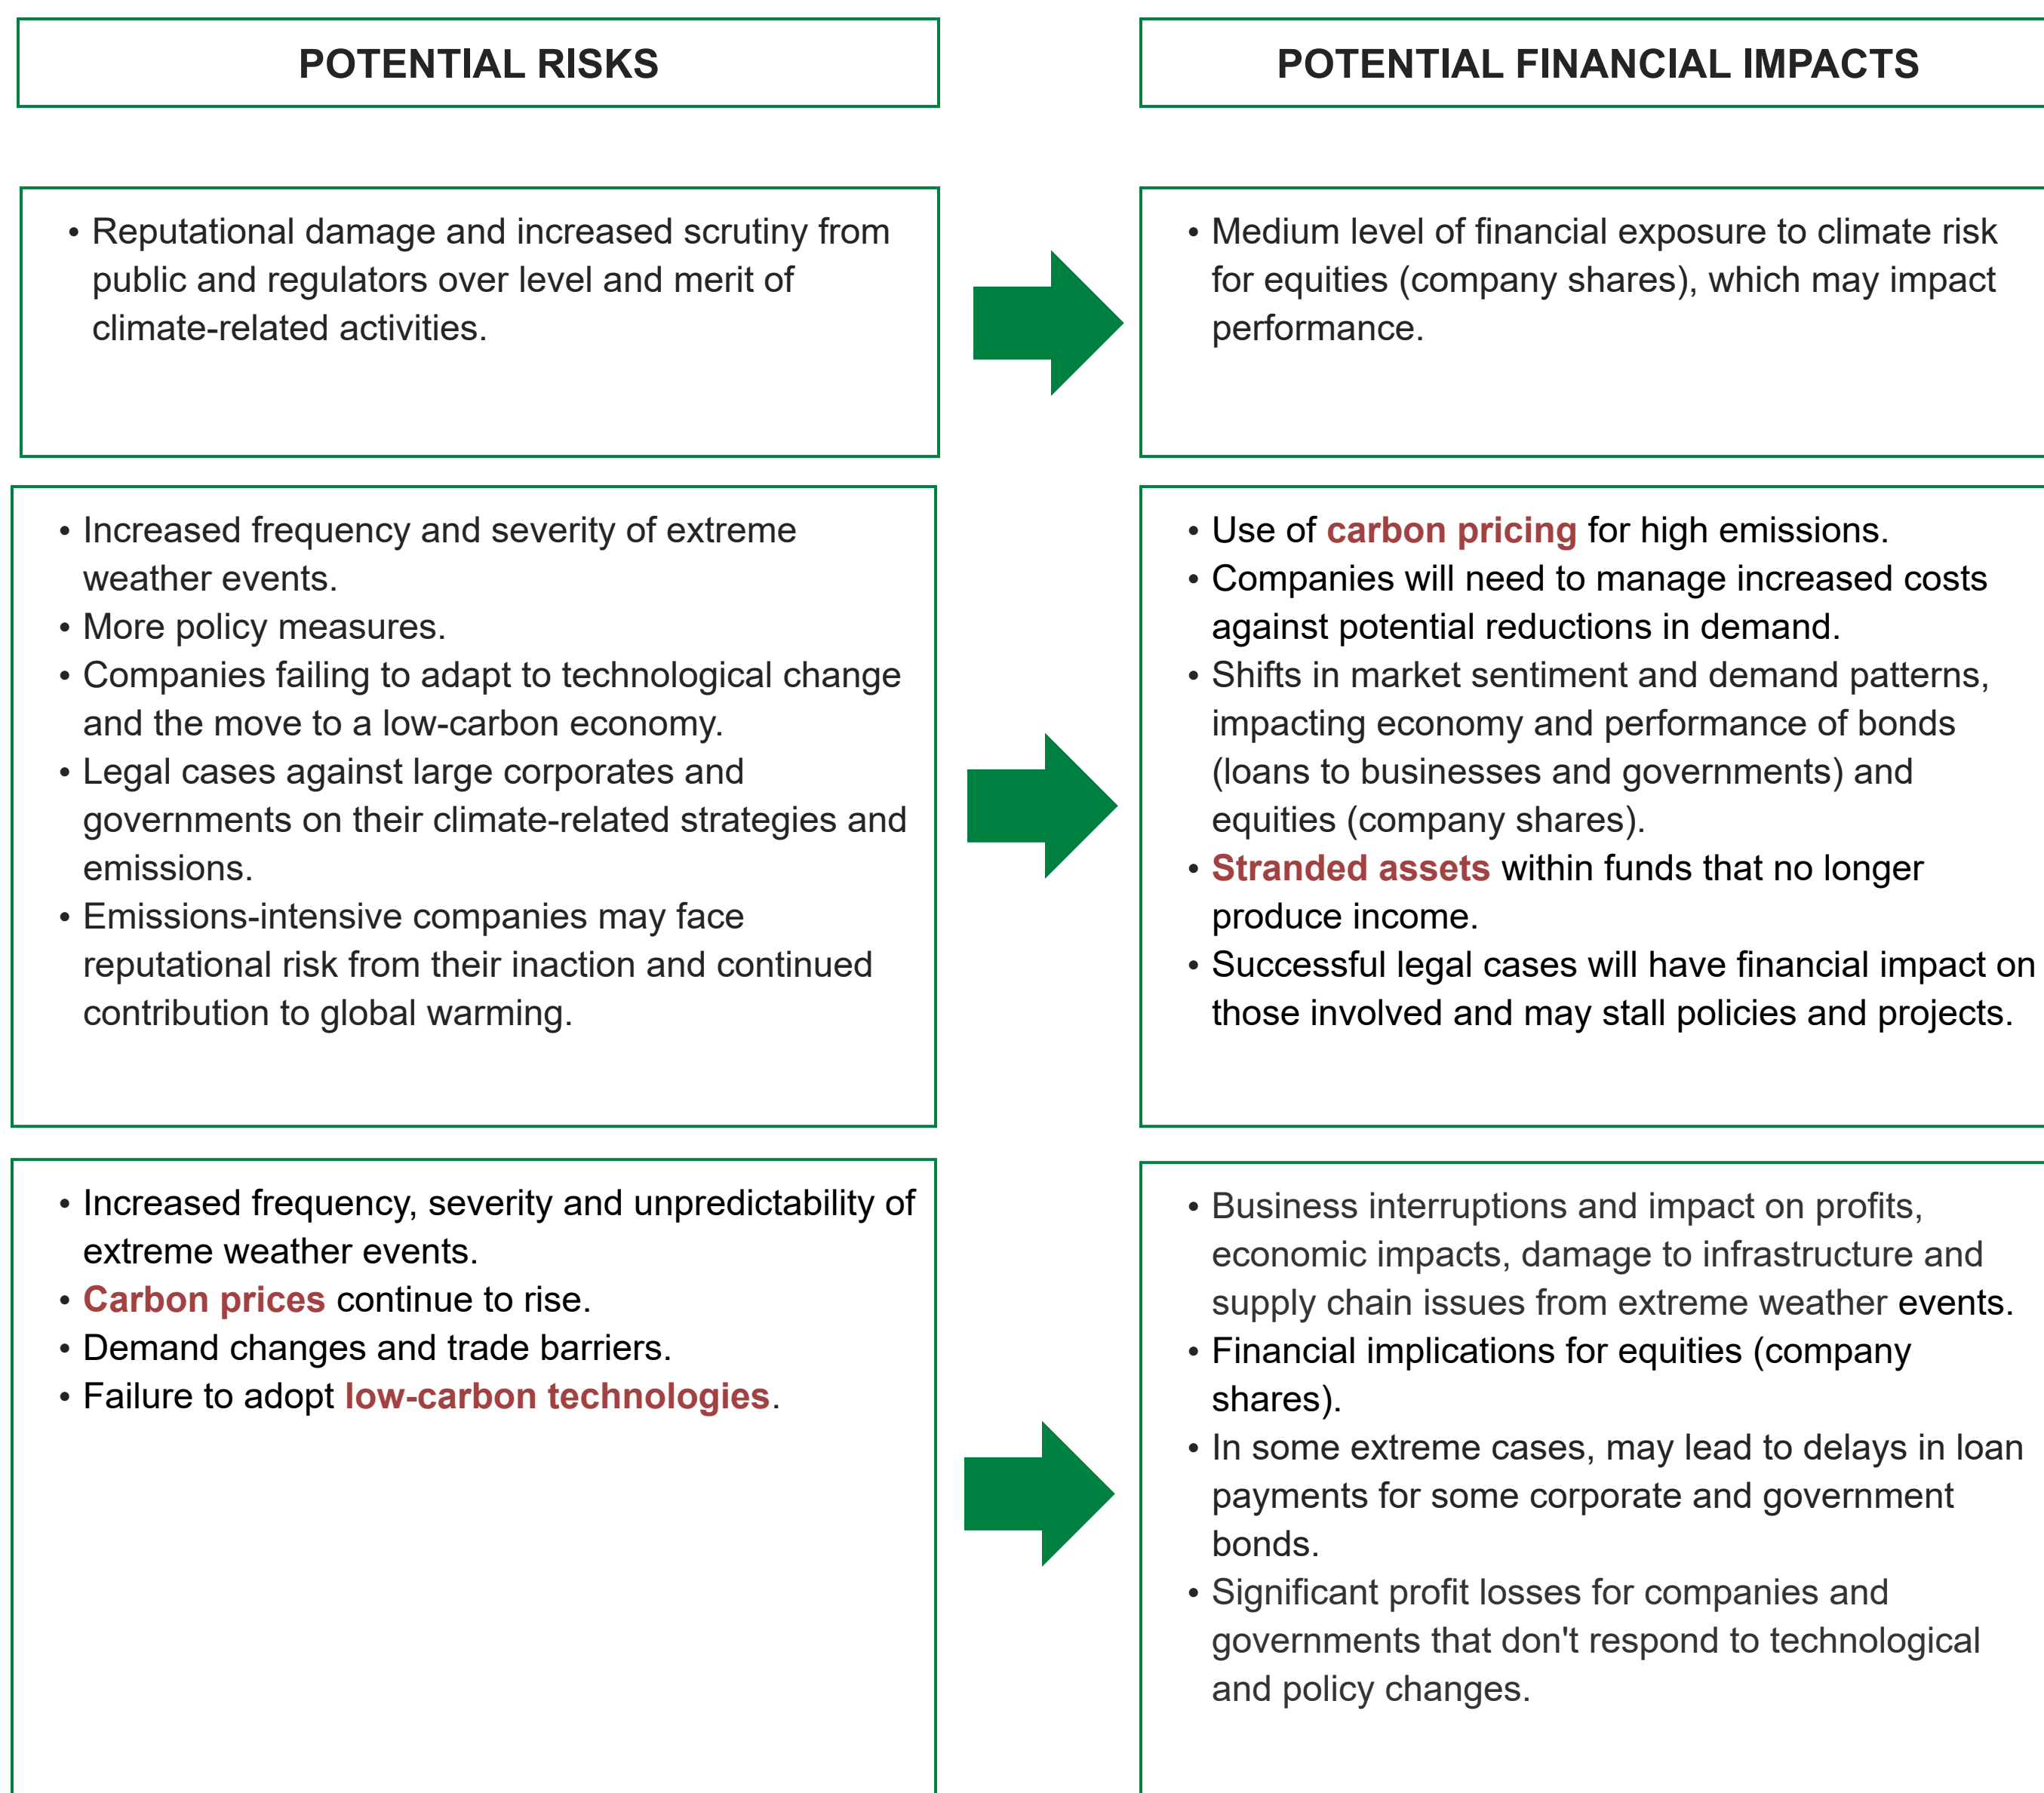 POTENTIAL RISKS
POTENTIAL FINANCIAL IMPACTS
• Reputational damage and increased scrutiny from
public and regulators over level and merit of
climate-related activities.
• Medium level of financial exposure to climate risk
for equities (company shares), which may impact
performance.
• Increased frequency and severity of extreme
weather events.
• More policy measures.
• Companies failing to adapt to technological change
and the move to a low-carbon economy.
• Legal cases against large corporates and
governments on their climate-related strategies and
emissions.
• Emissions-intensive companies may face
reputational risk from their inaction and continued
contribution to global warming.
• Use of carbon pricing for high emissions.
• Companies will need to manage increased costs
against potential reductions in demand.
• Shifts in market sentiment and demand patterns,
impacting economy and performance of bonds
(loans to businesses and governments) and
equities (company shares).
• Stranded assets within funds that no longer
produce income.
• Successful legal cases will have financial impact on
those involved and may stall policies and projects.
• Increased frequency, severity and unpredictability of
extreme weather events.
• Carbon prices continue to rise.
• Demand changes and trade barriers.
• Failure to adopt low-carbon technologies.
• Business interruptions and impact on profits,
economic impacts, damage to infrastructure and
supply chain issues from extreme weather events.
• Financial implications for equities (company
shares).
• In some extreme cases, may lead to delays in loan
payments for some corporate and government
bonds.
• Significant profit losses for companies and
governments that don't respond to technological
and policy changes.